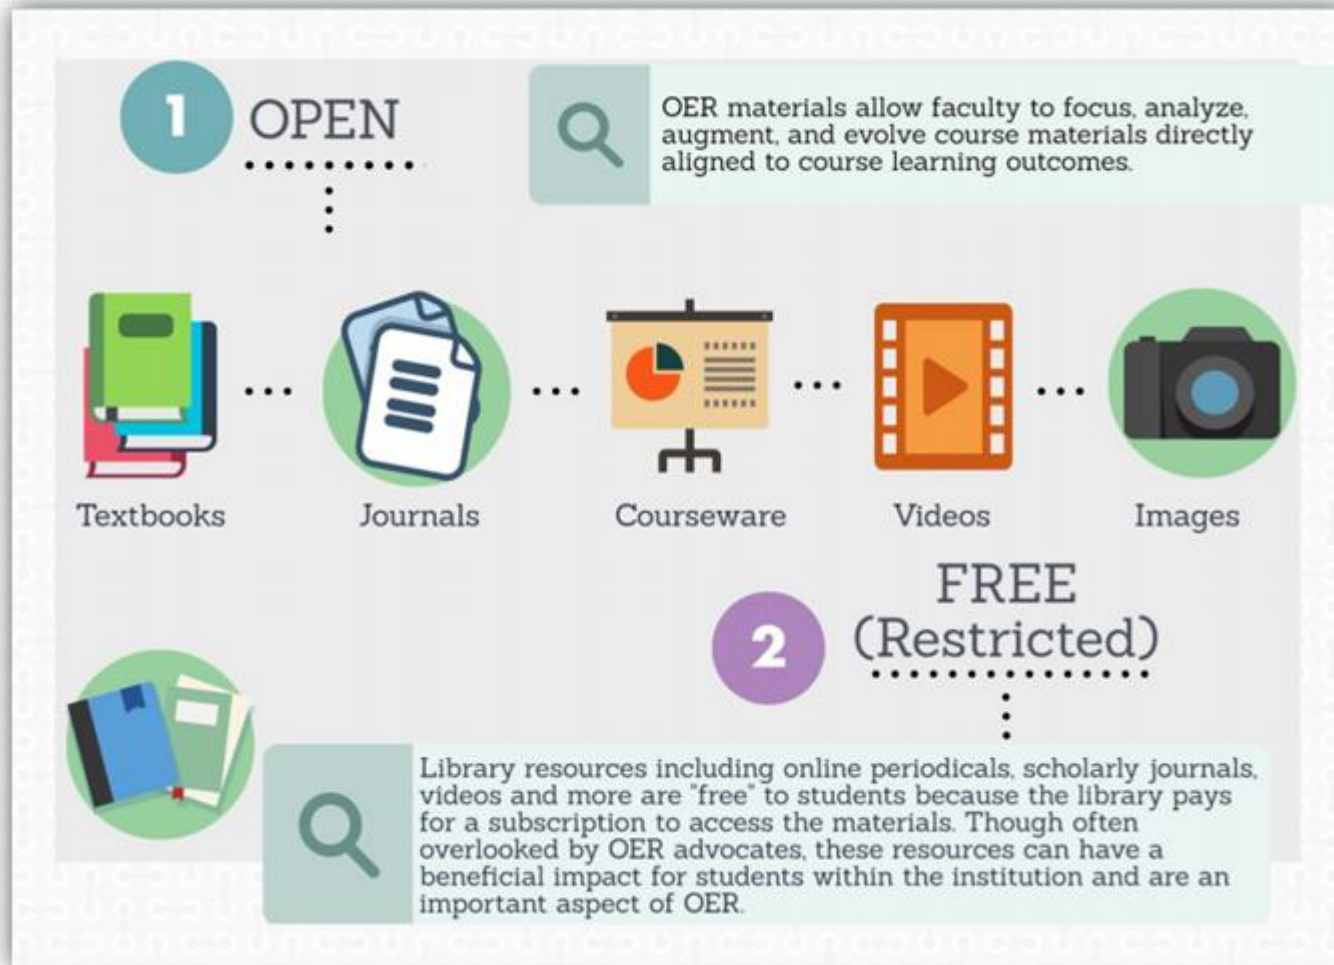 1
OPEN
OER materials allow faculty to focus, analyze,
augment, and evolve course materials directly
aligned to course learning outcomes.
Textbooks
Journals
Courseware
Videos
Images
2
FREE
(Restricted)
Library resources including online periodicals, scholarly journals,
videos and more are "free" to students because the library pays
for a subscription to access the materials. Though often
overlooked by OER advocates, these resources can have a
beneficial impact for students within the institution and are an
important aspect of OER.